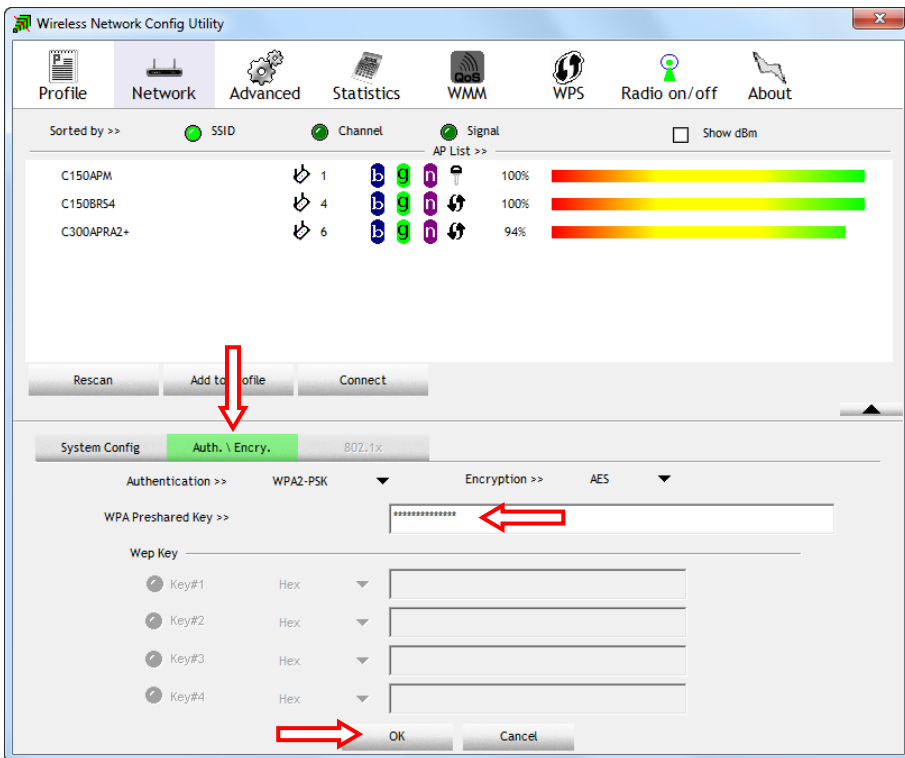 Wireless Network Config Utility
Profile Network Advanced Statistics QoS WMM WPS Radio on/off About
Sorted by >> SSID Channel Signal Show dBm
AP List >>
C150APM 1 b g n 100%
C150BRS4 4 b g n 100%
C300APRA2+ 6 b g n 94%
Rescan Add to Profile Connect
System Config Auth. \ Encry. 802.1x
Authentication >> WPA2-PSK Encryption >> AES
WPA Preshared Key >> **************
Wep Key
Key#1 Hex
Key#2 Hex
Key#3 Hex
Key#4 Hex
OK Cancel